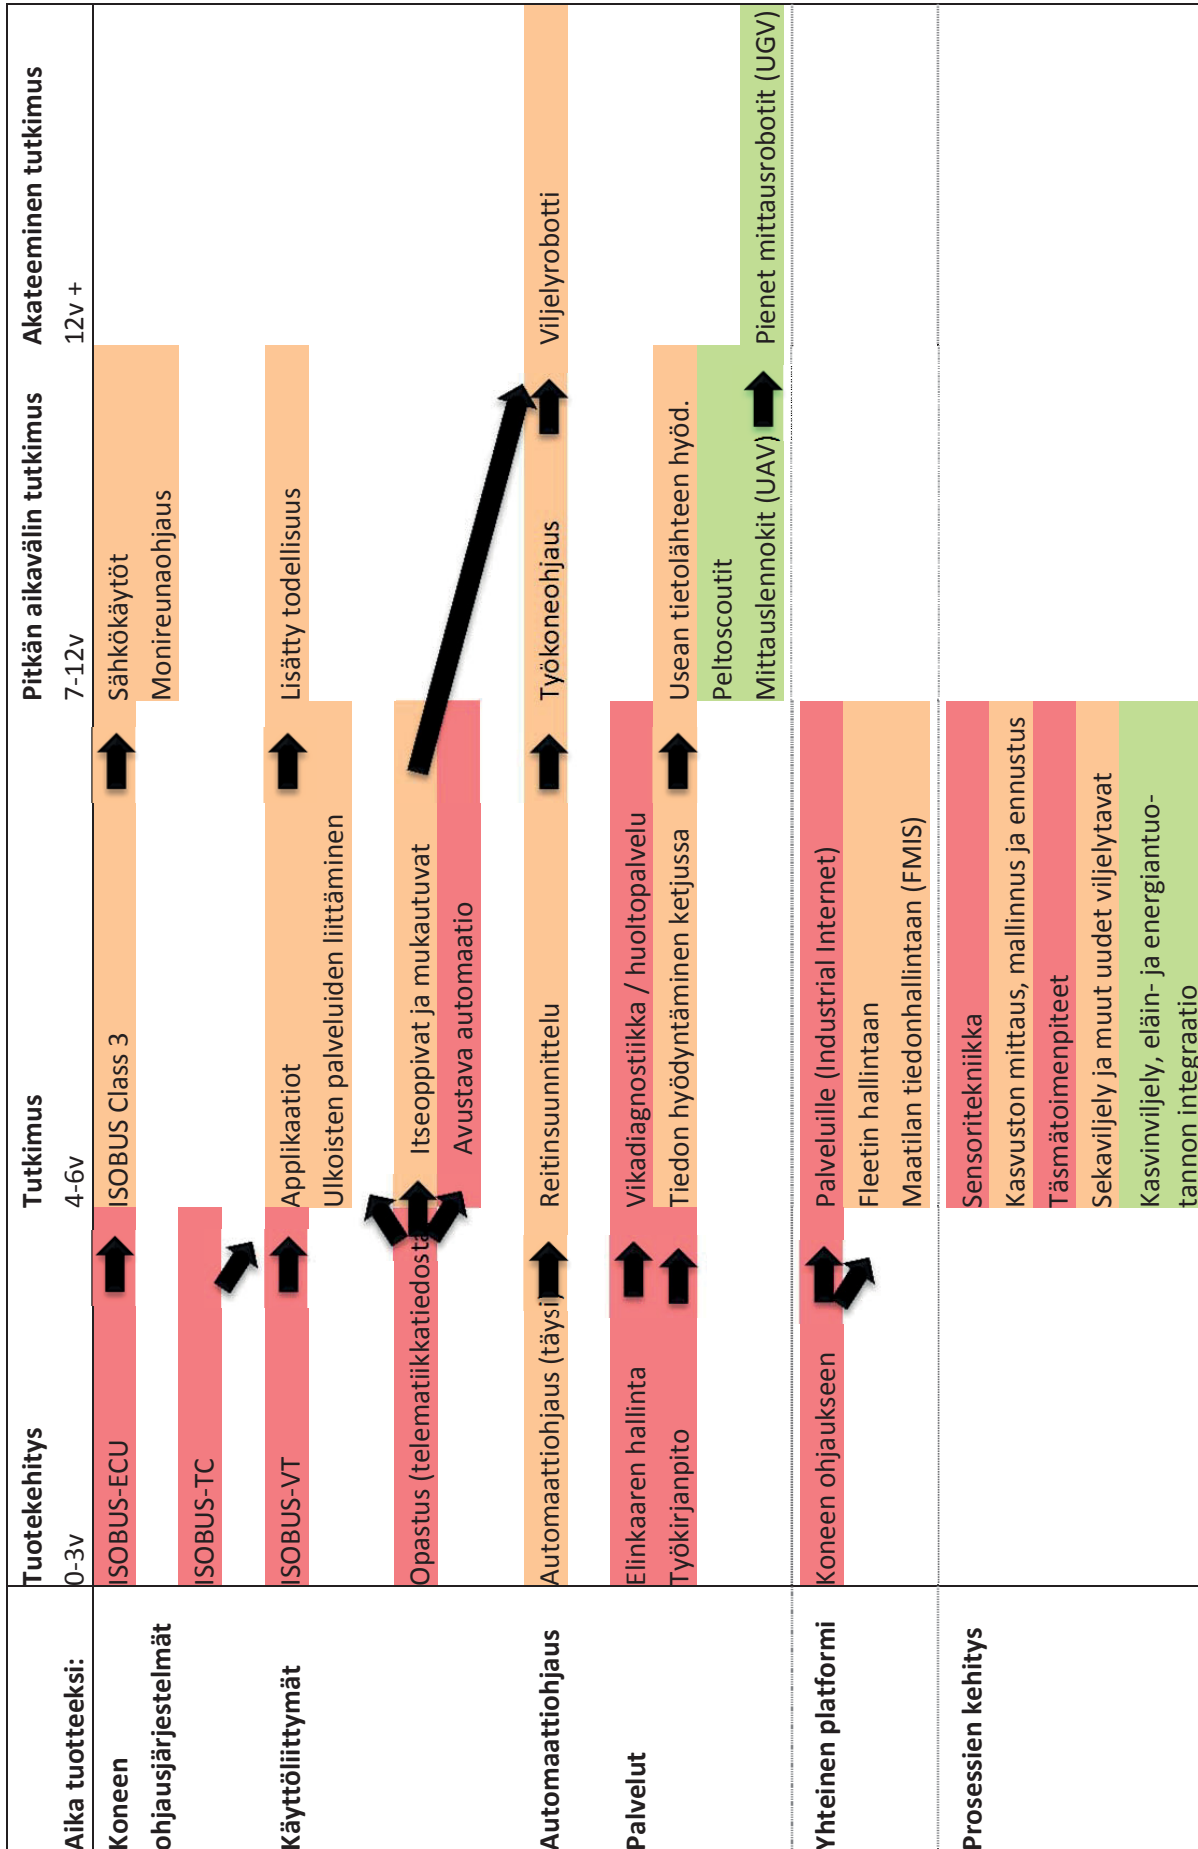 Tuotekehitys
Tutkimus
Pitkän aikavälin tutkimus
Akateeminen tutkimus
Aika tuotteeksi:
0-3v
4-6v
7-12v
12v +
Koneen
ISOBUS-ECU
ISOBUS Class 3
Sähkökäytöt
ohjausjärjestelmät
Monireunaohjaus
ISOBUS-TC
Käyttöliittymät
ISOBUS-VT
Applikaatiot
Lisätty todellisuus
Ulkoisten palveluiden liittäminen
Opastus (telematiikkatiedosta
Itseoppivat ja mukautuvat
Avustava automaatio
Automaattiohjaus
Automaattiohjaus (täysi)
Reitinsuunnittelu
Työkoneohjaus
Viljelyrobotti
Palvelut
Elinkaaren hallinta
Vikadiagnostiikka / huoltopalvelu
Työkirjanpito
Tiedon hyödyntäminen ketjussa
Usean tietolähteen hyöd.
Peltoscoutit
Mittauslennokit (UAV)
Pienet mittausrobotit (UGV)
Yhteinen platformi
Koneen ohjaukseen
Palveluille (Industrial Internet)
Fleetin hallintaan
Maatilan tiedonhallintaan (FMIS)
Prosessien kehitys
Sensoritekniikka
Kasvuston mittaus, mallinnus ja ennustus
Täsmätoimenpiteet
Sekaviljely ja muut uudet viljelytavat
Kasvinviljely, eläin- ja energiantuo-
tannon integraatio